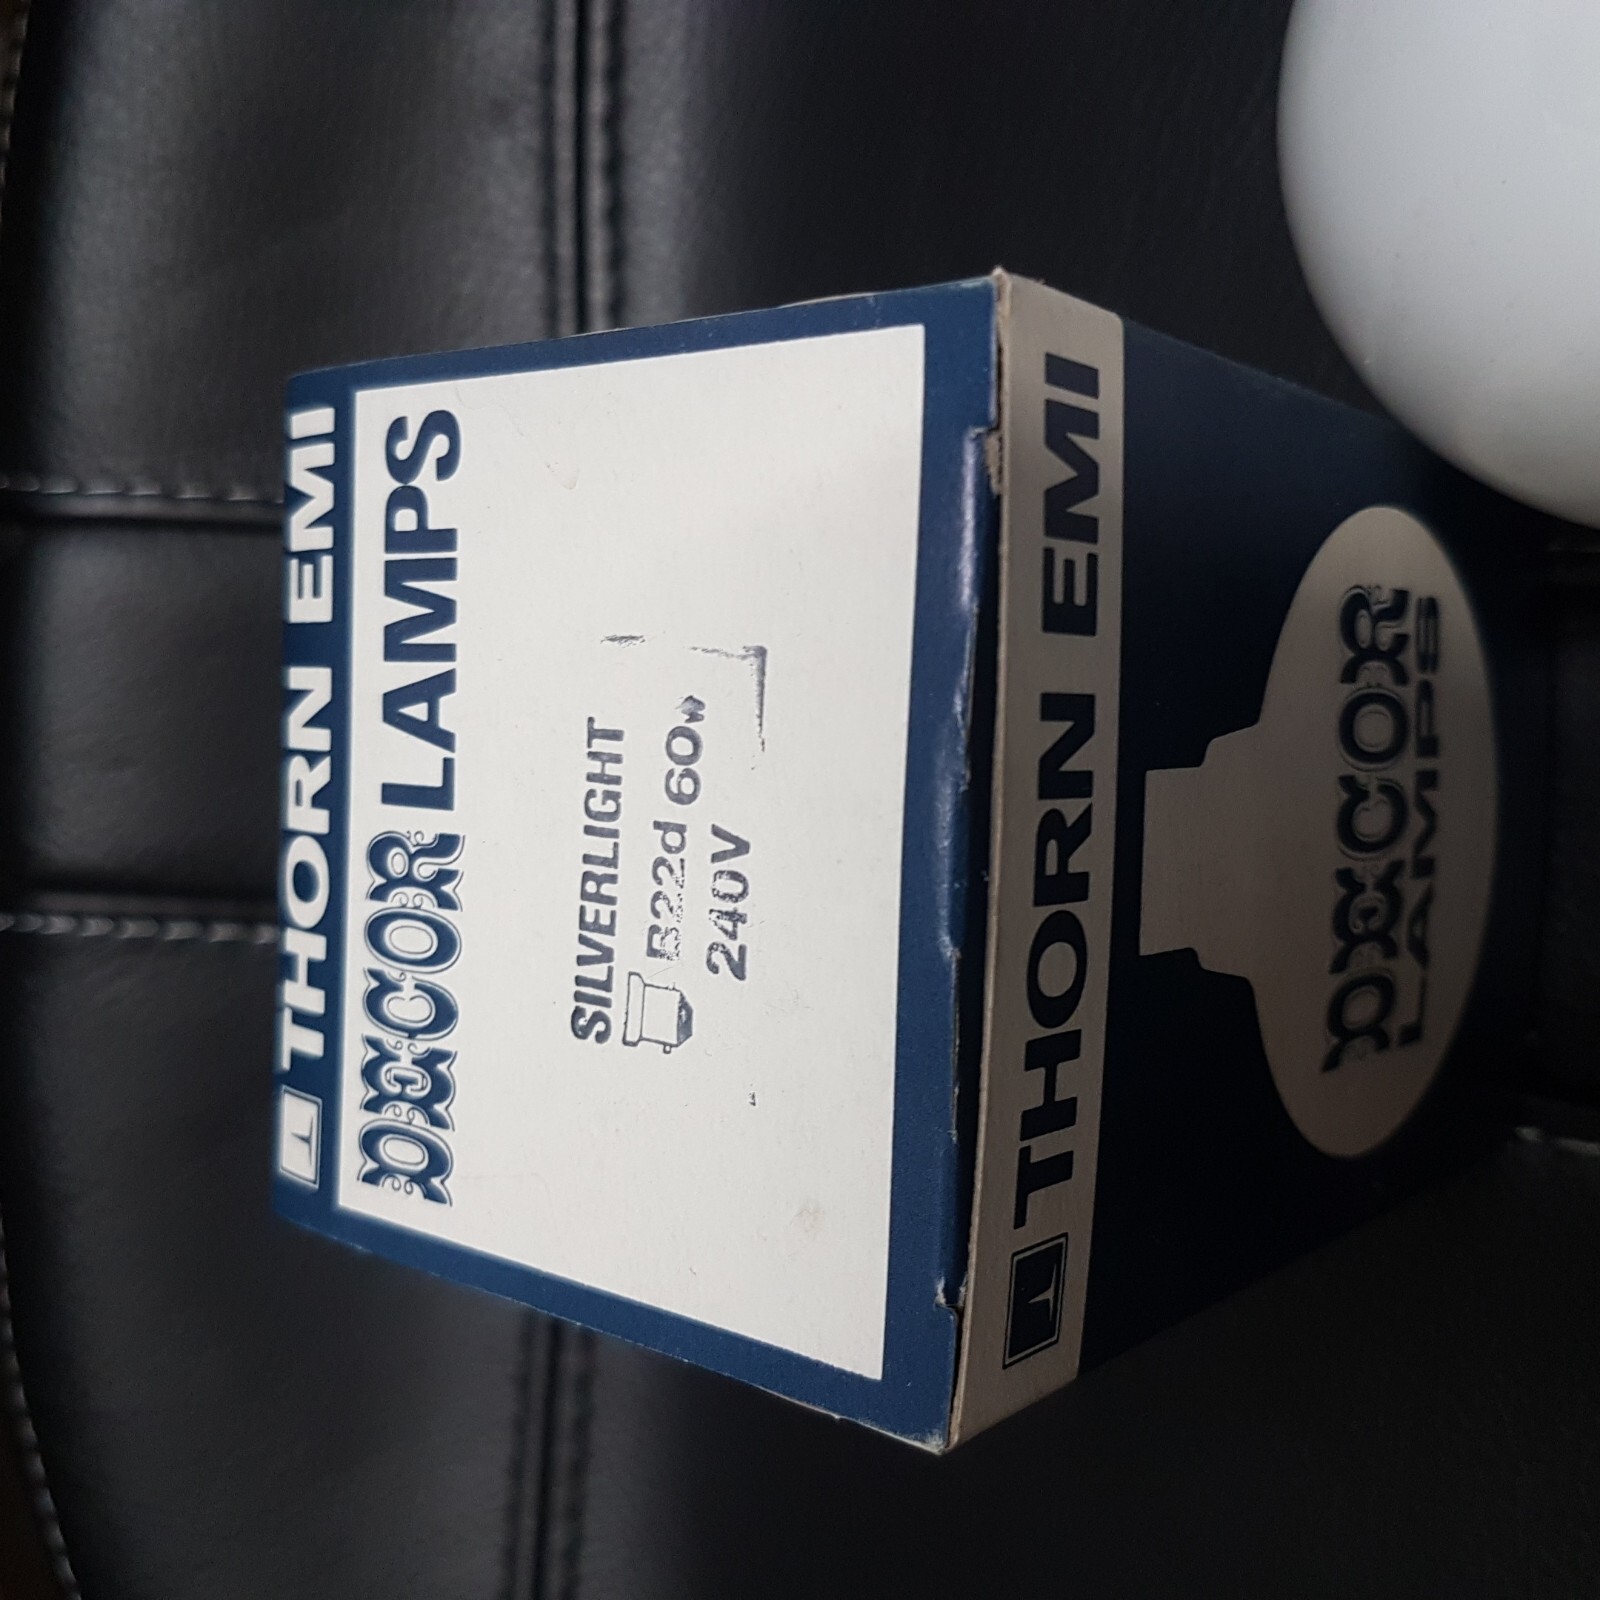 THORN EMI
DECOR LAMPS
SILVERLIGHT
B22d 60w
240V
THORN EMI
DECOR
LAMPS